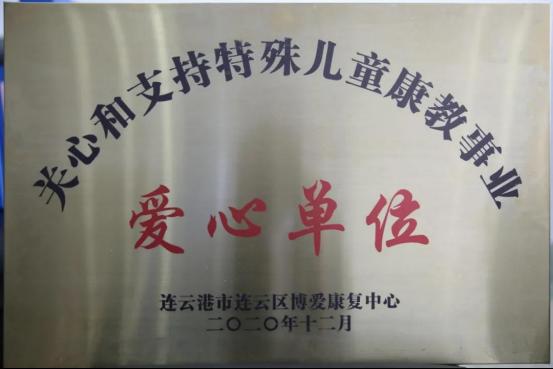 关心和支持特殊儿童康教事业
爱心单位
连云港市连云区博爱康复中心
二〇二〇年十二月